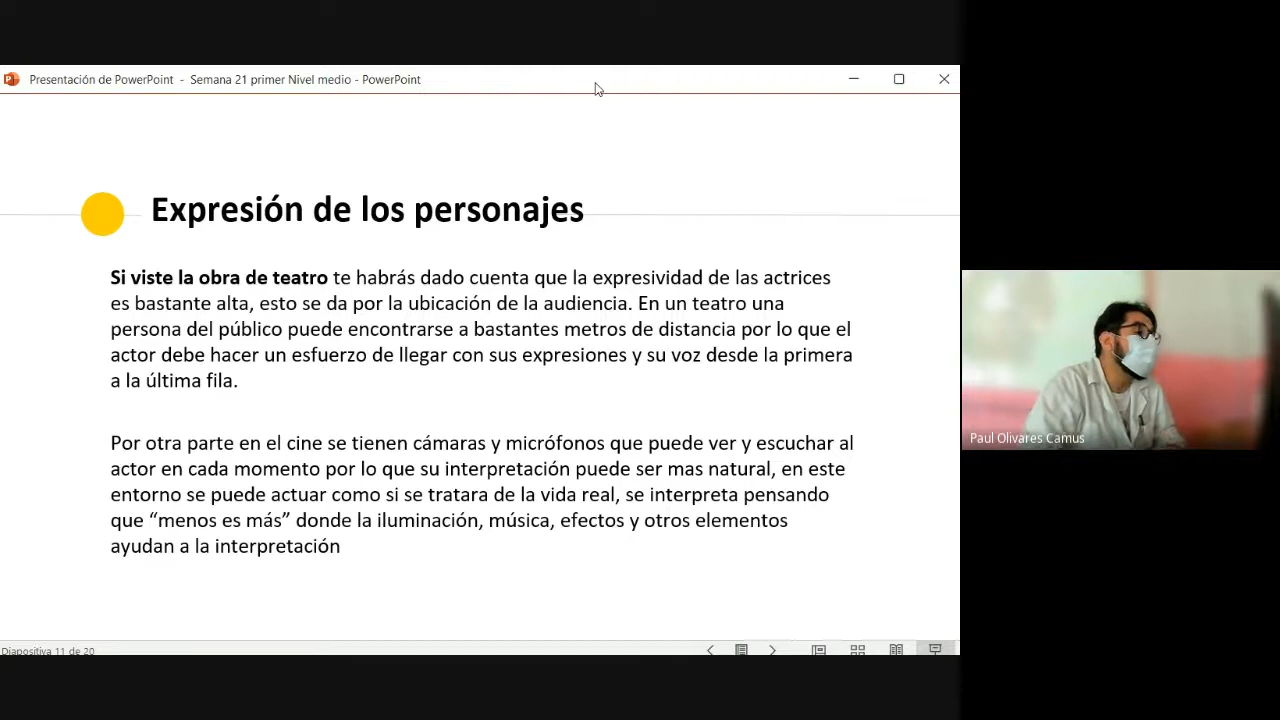 Presentación de PowerPoint - Semana 21 primer Nivel medio - PowerPoint
Expresión de los personajes
Si viste la obra de teatro te habrás dado cuenta que la expresividad de las actrices
es bastante alta, esto se da por la ubicación de la audiencia. En un teatro una
persona del público puede encontrarse a bastantes metros de distancia por lo que el
actor debe hacer un esfuerzo de llegar con sus expresiones y su voz desde la primera
a la última fila.
Por otra parte en el cine se tienen cámaras y micrófonos que puede ver y escuchar al
actor en cada momento por lo que su interpretación puede ser mas natural, en este
entorno se puede actuar como si se tratara de la vida real, se interpreta pensando
que “menos es más” donde la iluminación, música, efectos y otros elementos
ayudan a la interpretación
Paul Olivares Camus
Diapositiva 11 de 20